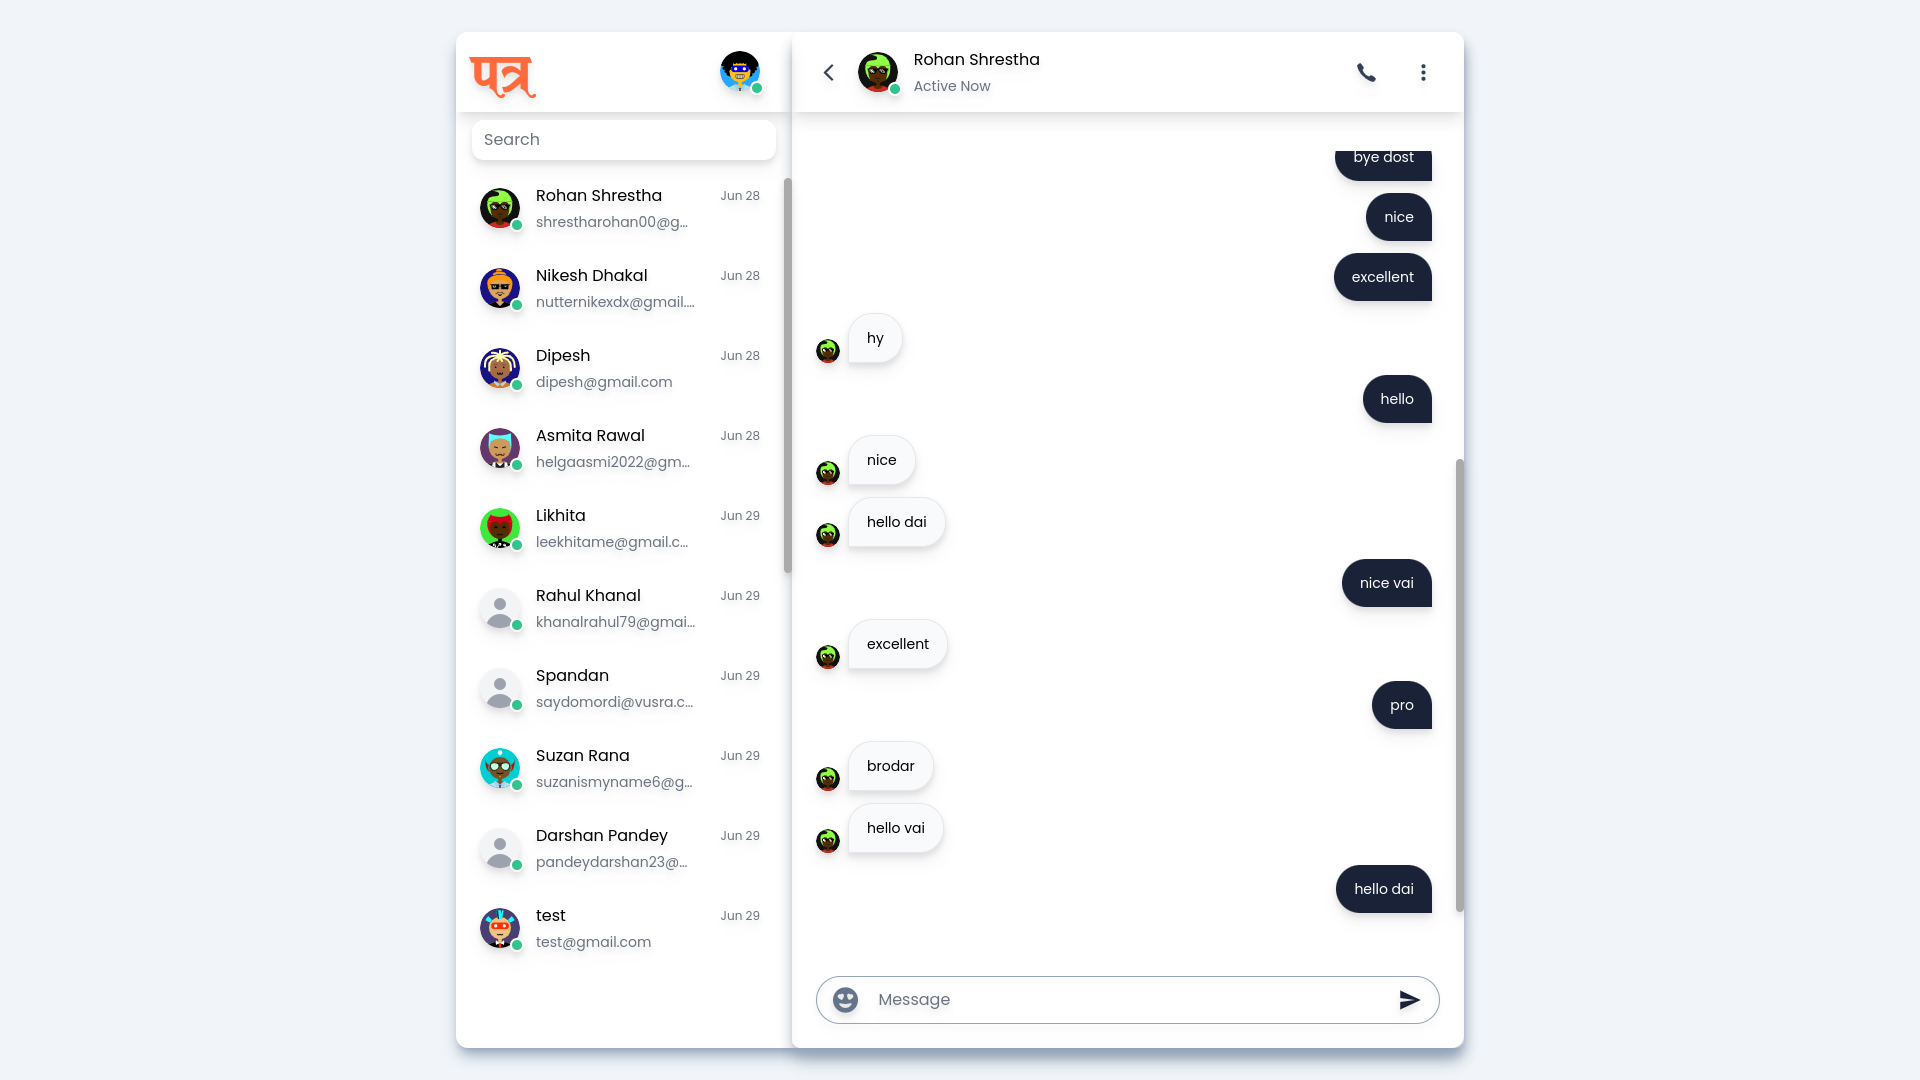 पत्र
Search
Rohan Shrestha
Jun 28
shrestharohan00@g...
Nikesh Dhakal
Jun 28
nutternikexdx@gmail....
Dipesh
Jun 28
dipesh@gmail.com
Asmita Rawal
Jun 28
helgaasmi2022@gm...
Likhita
Jun 29
leekhitame@gmail.c...
Rahul Khanal
Jun 29
khanalrahul79@gmai...
Spandan
Jun 29
saydomordi@vusra.c...
Suzan Rana
Jun 29
suzanismyname6@g...
Darshan Pandey
Jun 29
pandeydarshan23@...
test
Jun 29
test@gmail.com
Rohan Shrestha
Active Now
bye dost
nice
excellent
hy
hello
nice
hello dai
nice vai
excellent
pro
brodar
hello vai
hello dai
Message